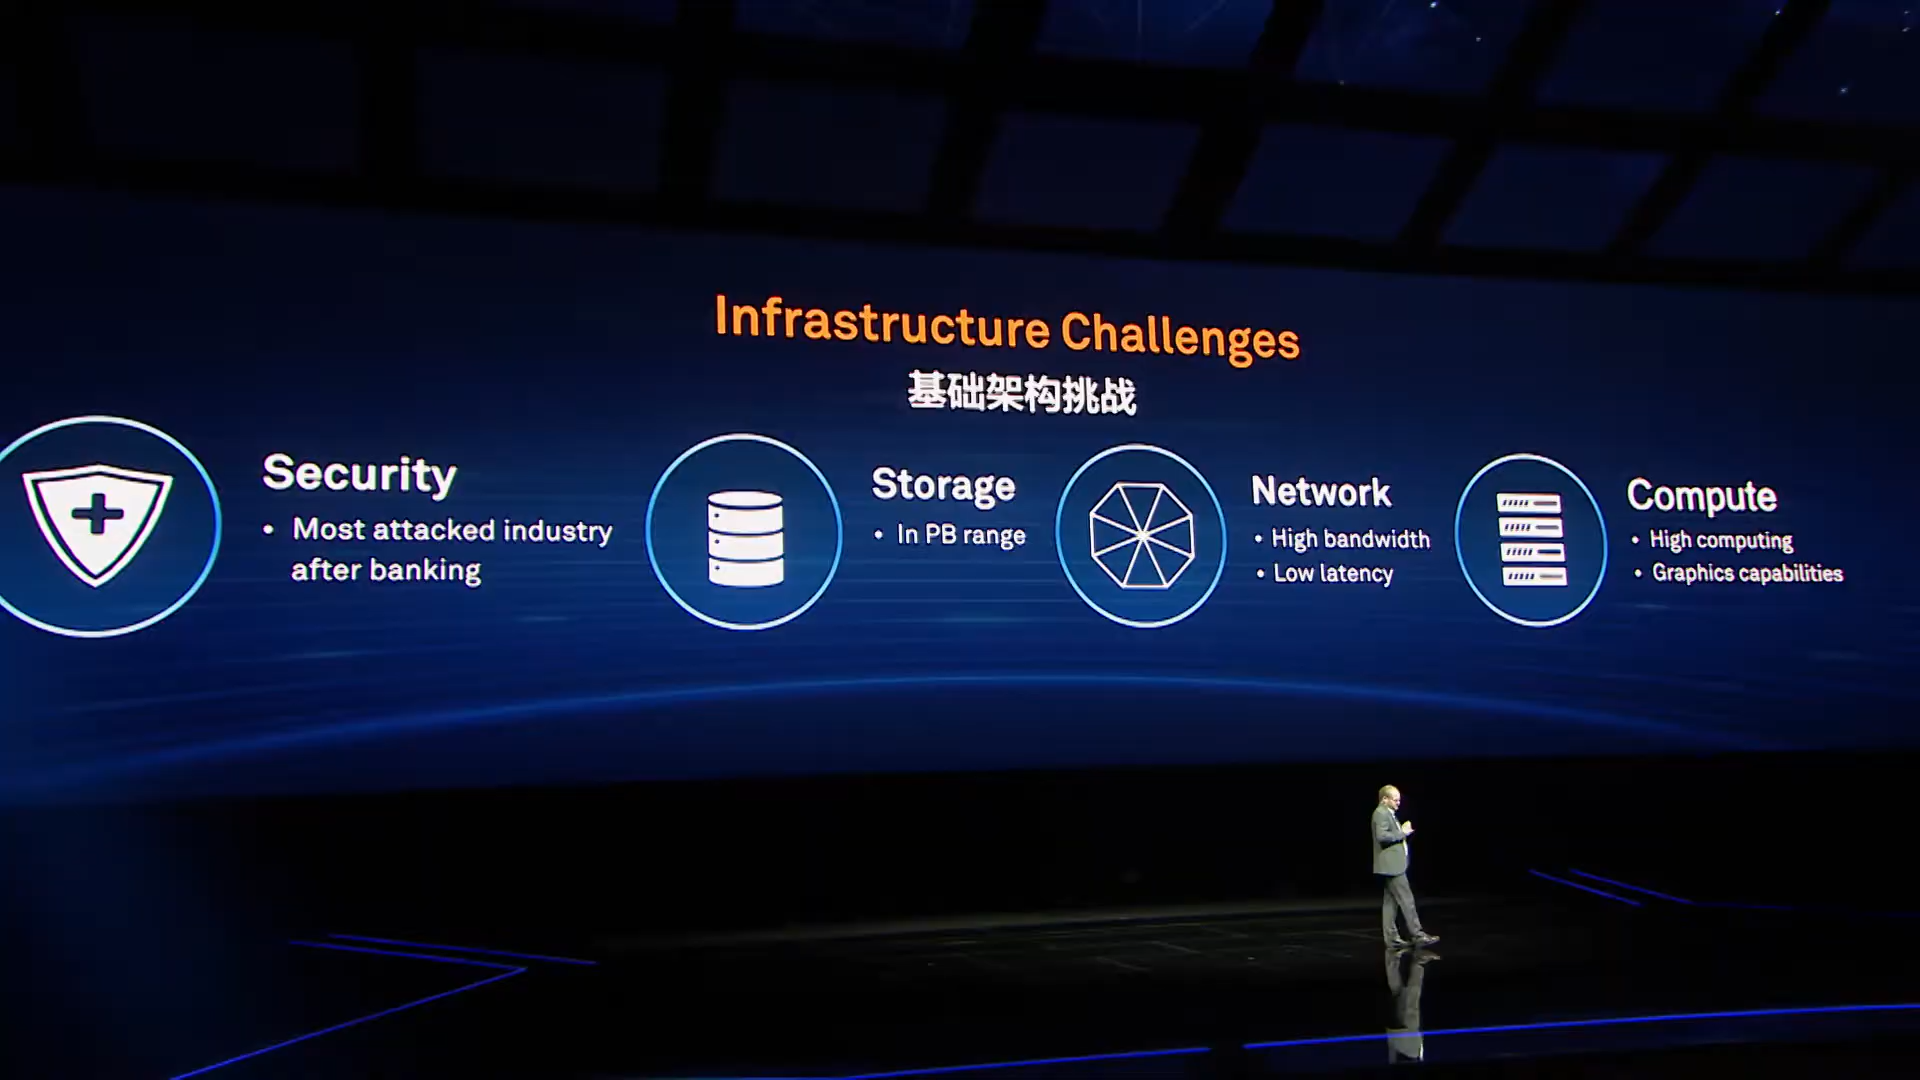 Infrastructure Challenges
基础架构挑战
Security
• Most attacked industry
after banking
Storage
• In PB range
Network
• High bandwidth
• Low latency
Compute
• High computing
• Graphics capabilities